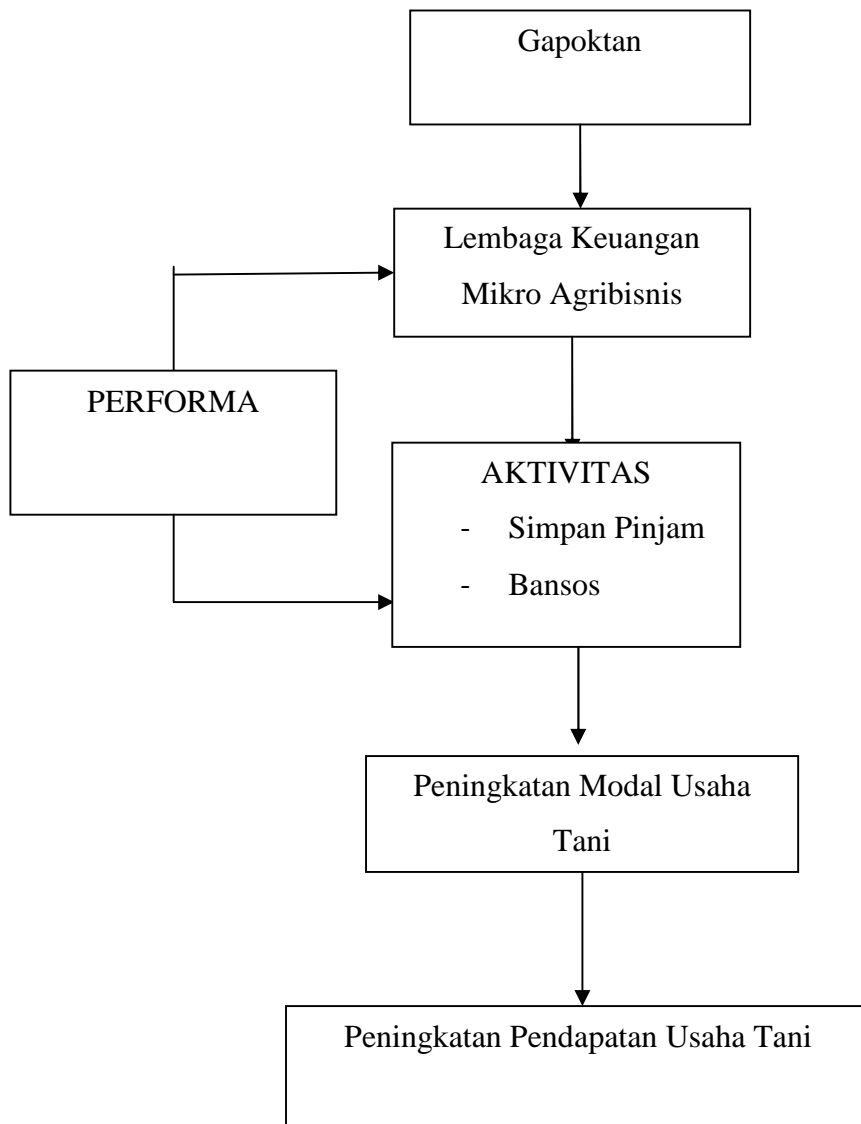 Gapoktan
Lembaga Keuangan
Mikro Agribisnis
PERFORMA
AKTIVITAS
- Simpan Pinjam
- Bansos
Peningkatan Modal Usaha
Tani
Peningkatan Pendapatan Usaha Tani